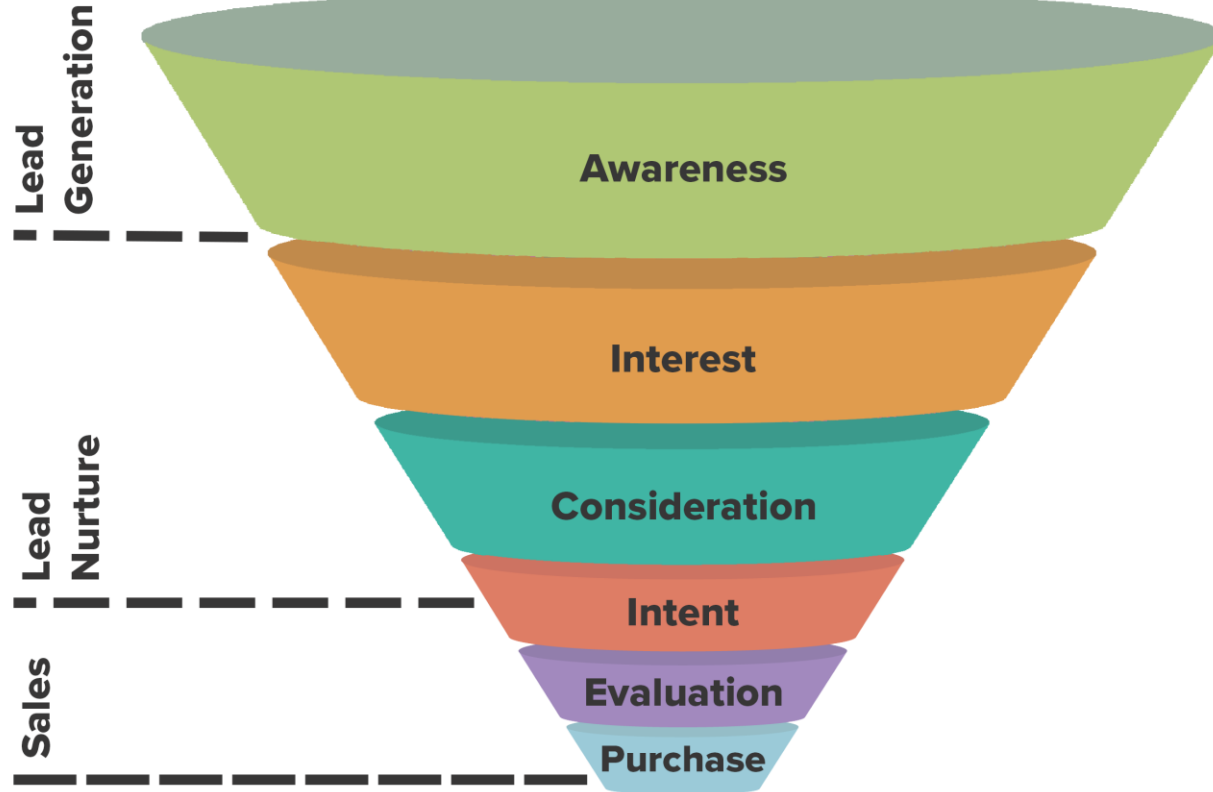 Lead
Generation
Awareness
Interest
Consideration
Lead
Nurture
Intent
Sales
Evaluation
Purchase